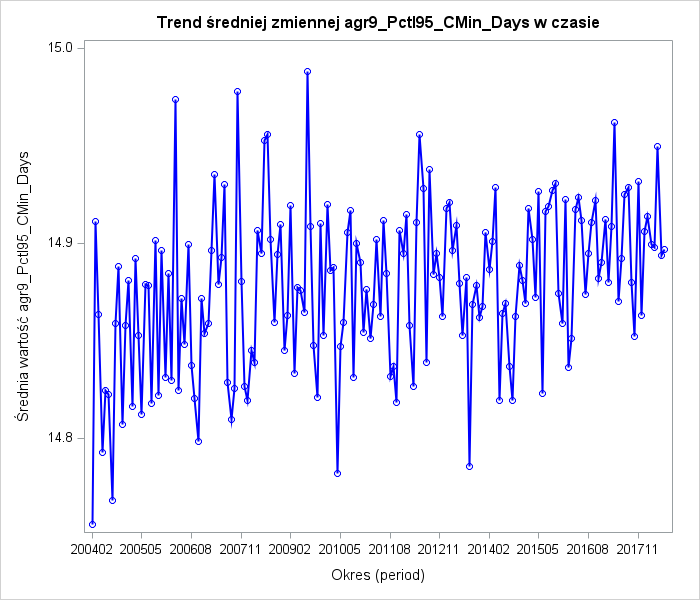 Trend średniej zmiennej agr9_Pctl95_CMin_Days w czasie
Średnia wartość agr9_Pctl95_CMin_Days
15.0
14.9
14.8
200402 200505 200608 200711 200902 201005 201108 201211 201402 201505 201608 201711
Okres (period)